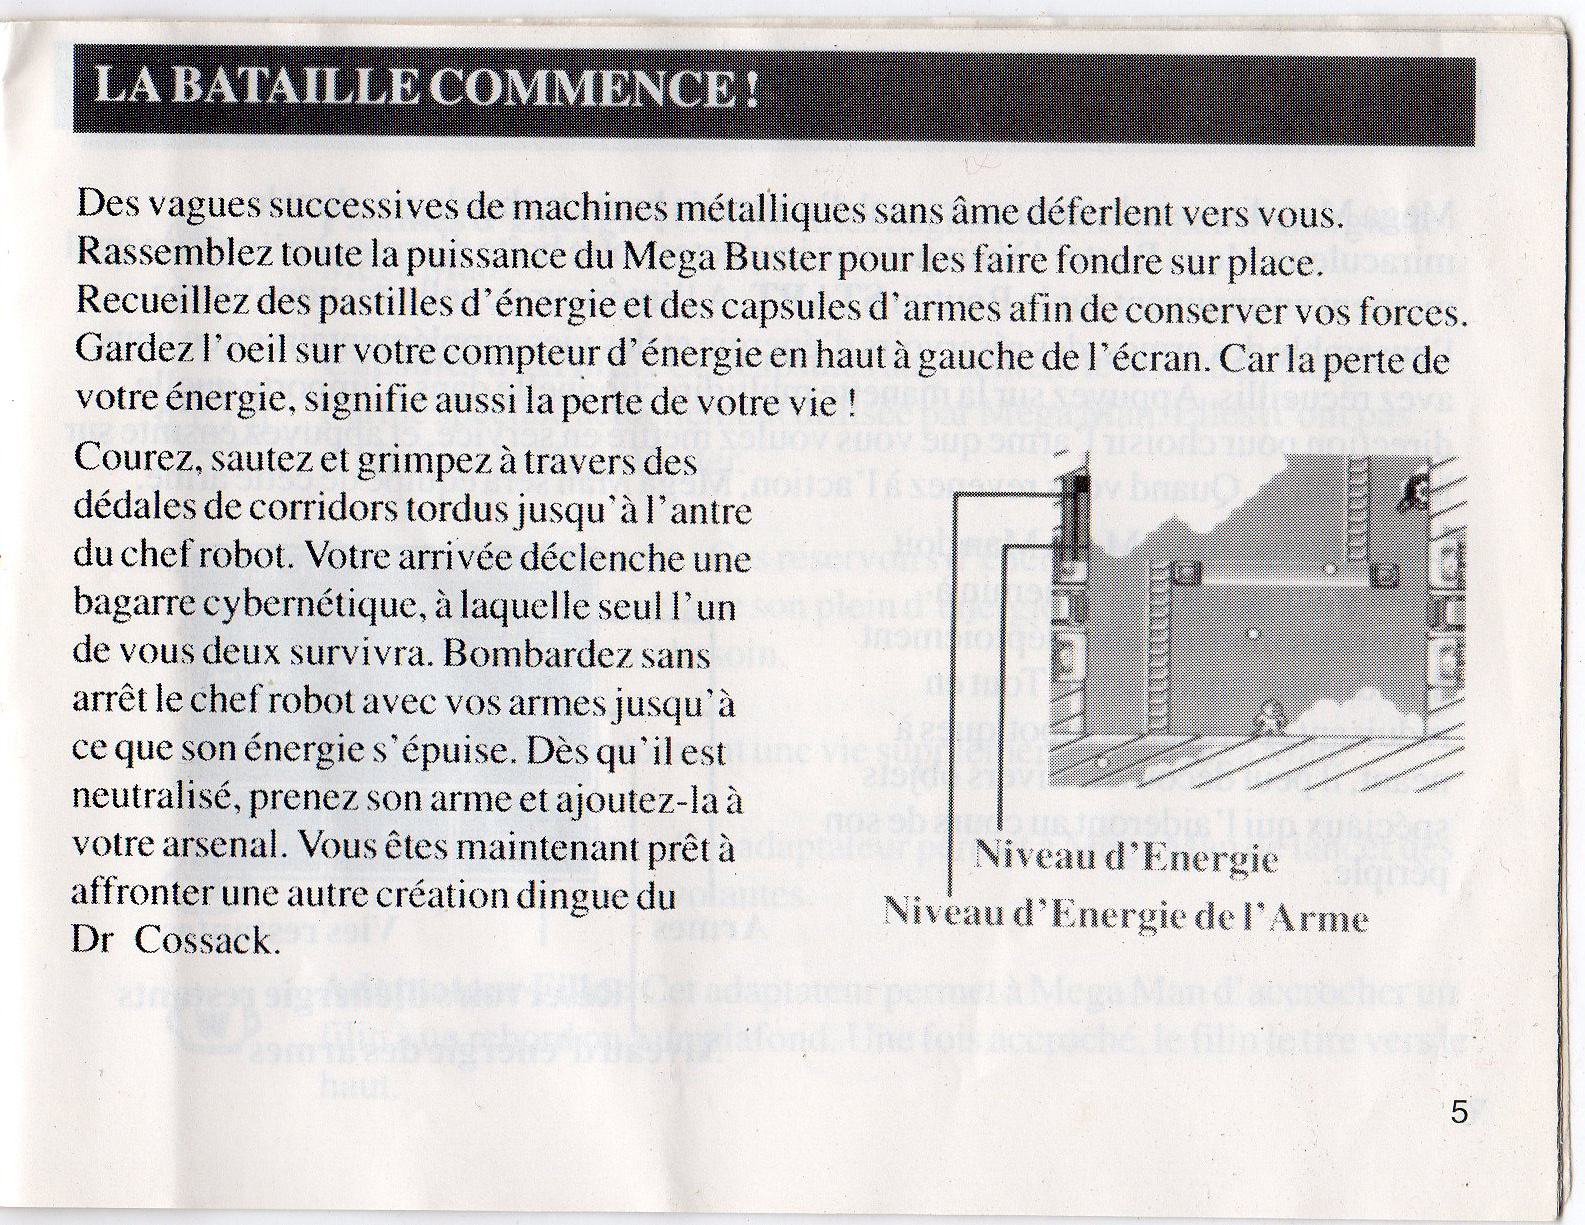 LA BATAILLE COMMENCE !
Des vagues successives de machines métalliques sans âme déferlent vers vous.
Rassemblez toute la puissance du Mega Buster pour les faire fondre sur place.
Recueillez des pastilles d'énergie et des capsules d'armes afin de conserver vos forces.
Gardez l'oeil sur votre compteur d'énergie en haut à gauche de l'écran. Car la perte de
votre énergie, signifie aussi la perte de votre vie !
Courez, sautez et grimpez à travers des
dédales de corridors tordus jusqu'à l'antre
du chef robot. Votre arrivée déclenche une
bagarre cybernétique, à laquelle seul l'un
de vous deux survivra. Bombardez sans
arrêt le chef robot avec vos armes jusqu'à
ce que son énergie s'épuise. Dès qu'il est
neutralisé, prenez son arme et ajoutez-la à
votre arsenal. Vous êtes maintenant prêt à
affronter une autre création dingue du
Dr Cossack.
Niveau d'Energie
Niveau d'Energie de l'Arme
5